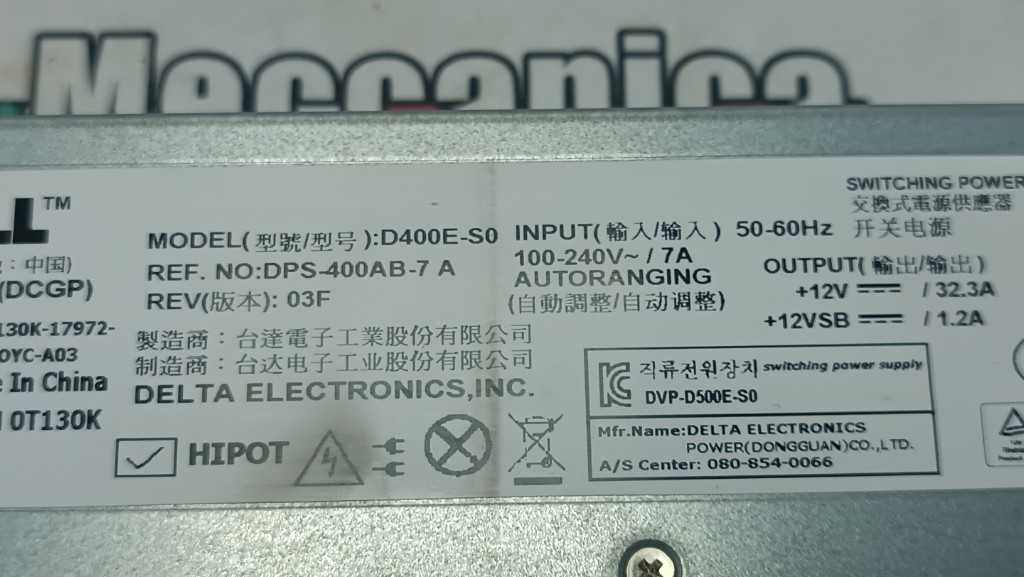 Meccanica
LL™
SWITCHING POWER
交換式電源供應器
开关电源
MODEL(型號/型号):D400E-S0
REF. NO:DPS-400AB-7 A
REV(版本): 03F
INPUT(輸入/输入) 50-60Hz
100-240V~ / 7A
AUTORANGING
(自動調整/自动调整)
OUTPUT(輸出/输出)
+12V ⎓ / 32.3A
+12VSB ⎓ / 1.2A
: 中国)
(DCGP)
130K-17972-
0YC-A03
In China
0T130K
製造商：台達電子工業股份有限公司
制造商：台达电子工业股份有限公司
DELTA ELECTRONICS,INC.
HIPOT
직류전원장치 switching power supply
DVP-D500E-S0
Mfr.Name:DELTA ELECTRONICS
POWER(DONGGUAN)CO.,LTD.
A/S Center: 080-854-0066